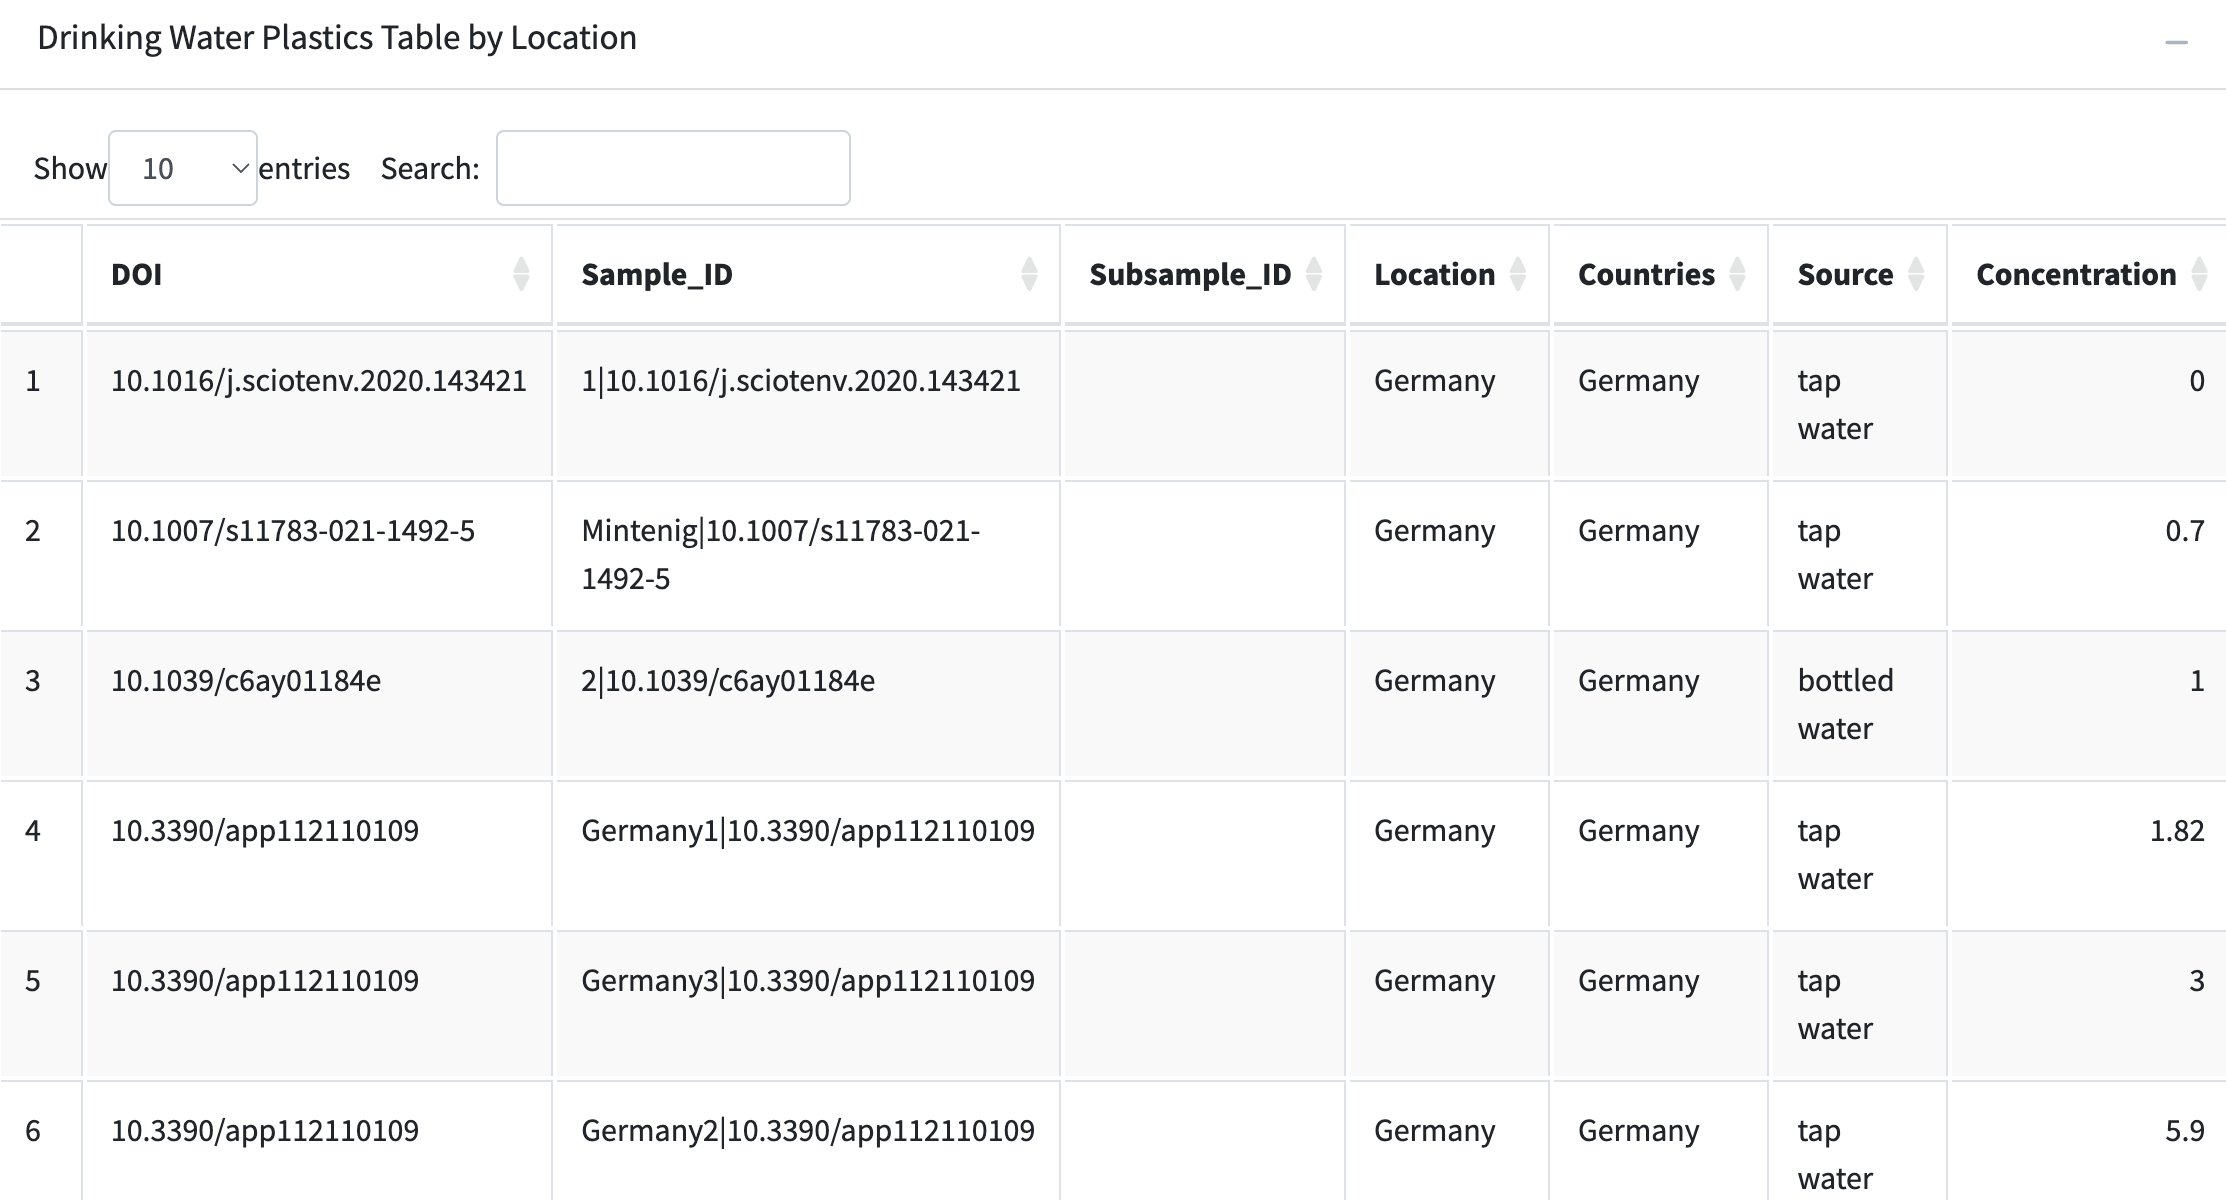 Drinking Water Plastics Table by Location
Show 10 entries Search:
DOI Sample_ID Subsample_ID Location Countries Source Concentration
1 10.1016/j.sciotenv.2020.143421 1|10.1016/j.sciotenv.2020.143421 Germany Germany tap 0
water
2 10.1007/s11783-021-1492-5 Mintenig|10.1007/s11783-021- Germany Germany tap 0.7
1492-5 water
3 10.1039/c6ay01184e 2|10.1039/c6ay01184e Germany Germany bottled 1
water
4 10.3390/app112110109 Germany1|10.3390/app112110109 Germany Germany tap 1.82
water
5 10.3390/app112110109 Germany3|10.3390/app112110109 Germany Germany tap 3
water
6 10.3390/app112110109 Germany2|10.3390/app112110109 Germany Germany tap 5.9
water